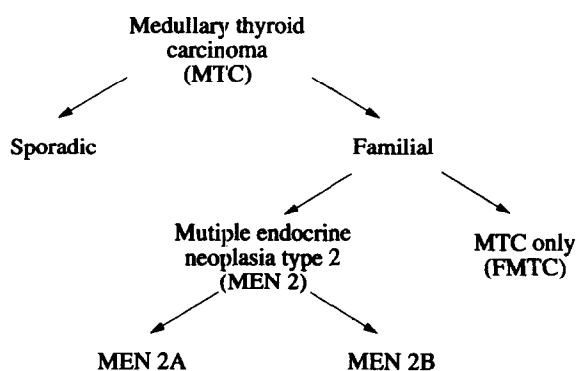 Medullary thyroid
carcinoma
(MTC)
Sporadic
Familial
Mutiple endocrine
neoplasia type 2
(MEN 2)
MTC only
(FMTC)
MEN 2A
MEN 2B